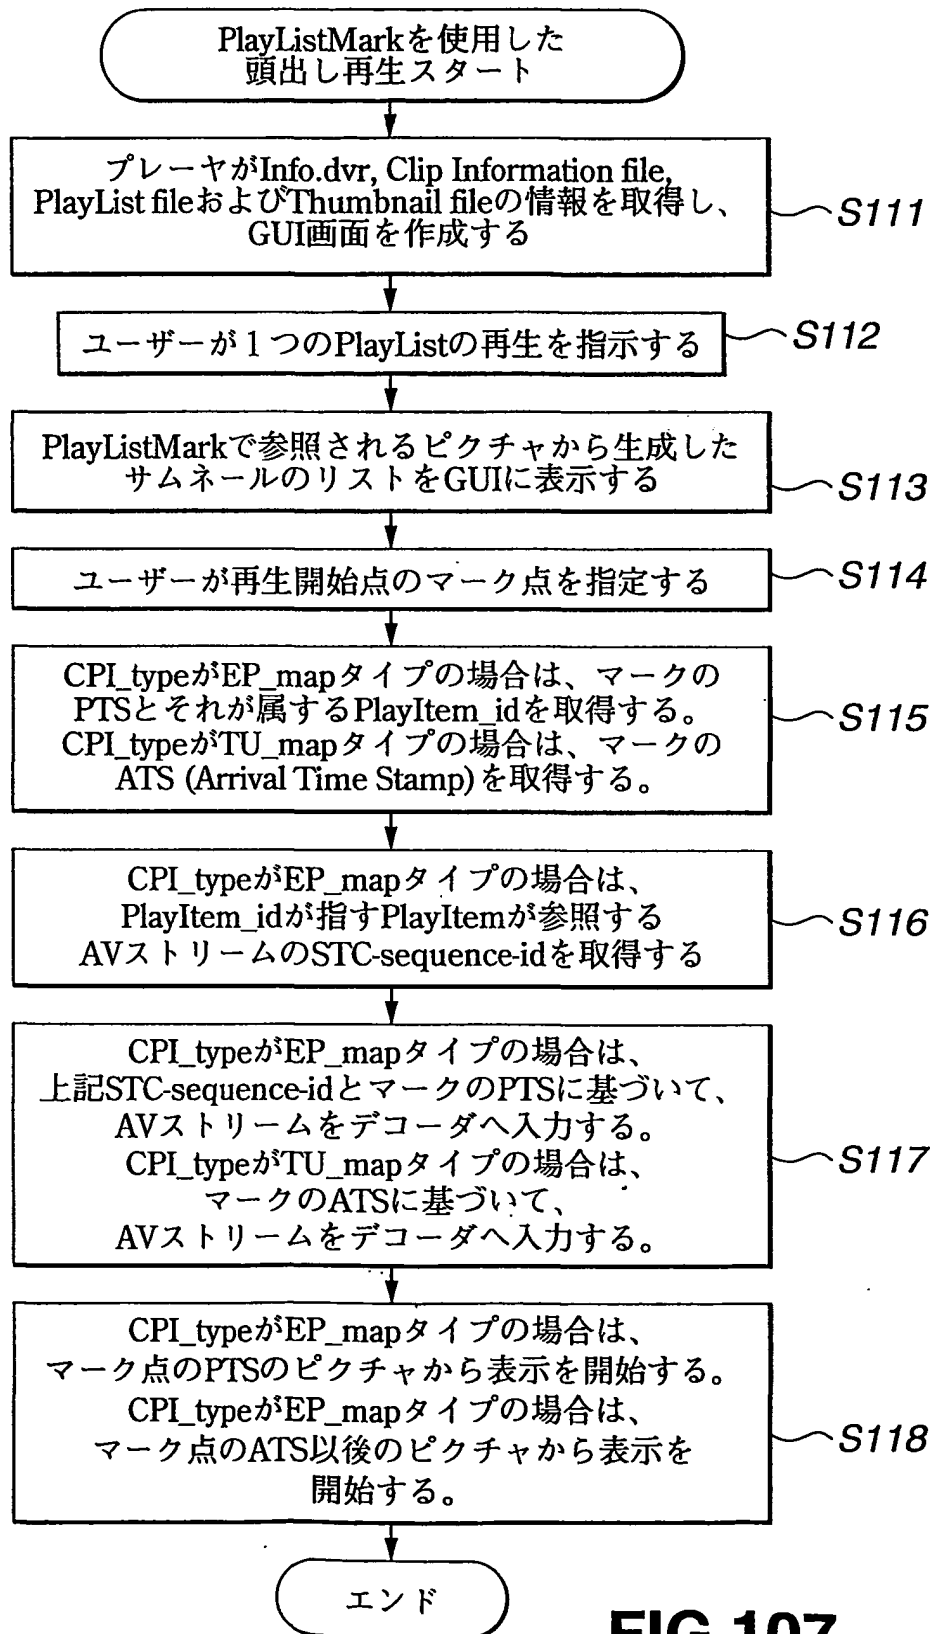 PlayListMarkを使用した
頭出し再生スタート
プレーヤがInfo.dvr, Clip Information file,
PlayList fileおよびThumbnail fileの情報を取得し、
GUI画面を作成する
S111
ユーザーが1つのPlayListの再生を指示する
S112
PlayListMarkで参照されるピクチャから生成した
サムネールのリストをGUIに表示する
S113
ユーザーが再生開始点のマーク点を指定する
S114
CPI_typeがEP_mapタイプの場合は、マークの
PTSとそれが属するPlayItem_idを取得する。
CPI_typeがTU_mapタイプの場合は、マークの
ATS (Arrival Time Stamp)を取得する。
S115
CPI_typeがEP_mapタイプの場合は、
PlayItem_idが指すPlayItemが参照する
AVストリームのSTC-sequence-idを取得する
S116
CPI_typeがEP_mapタイプの場合は、
上記STC-sequence-idとマークのPTSに基づいて、
AVストリームをデコーダへ入力する。
CPI_typeがTU_mapタイプの場合は、
マークのATSに基づいて、
AVストリームをデコーダへ入力する。
S117
CPI_typeがEP_mapタイプの場合は、
マーク点のPTSのピクチャから表示を開始する。
CPI_typeがEP_mapタイプの場合は、
マーク点のATS以後のピクチャから表示を
開始する。
S118
エンド
FIG.107